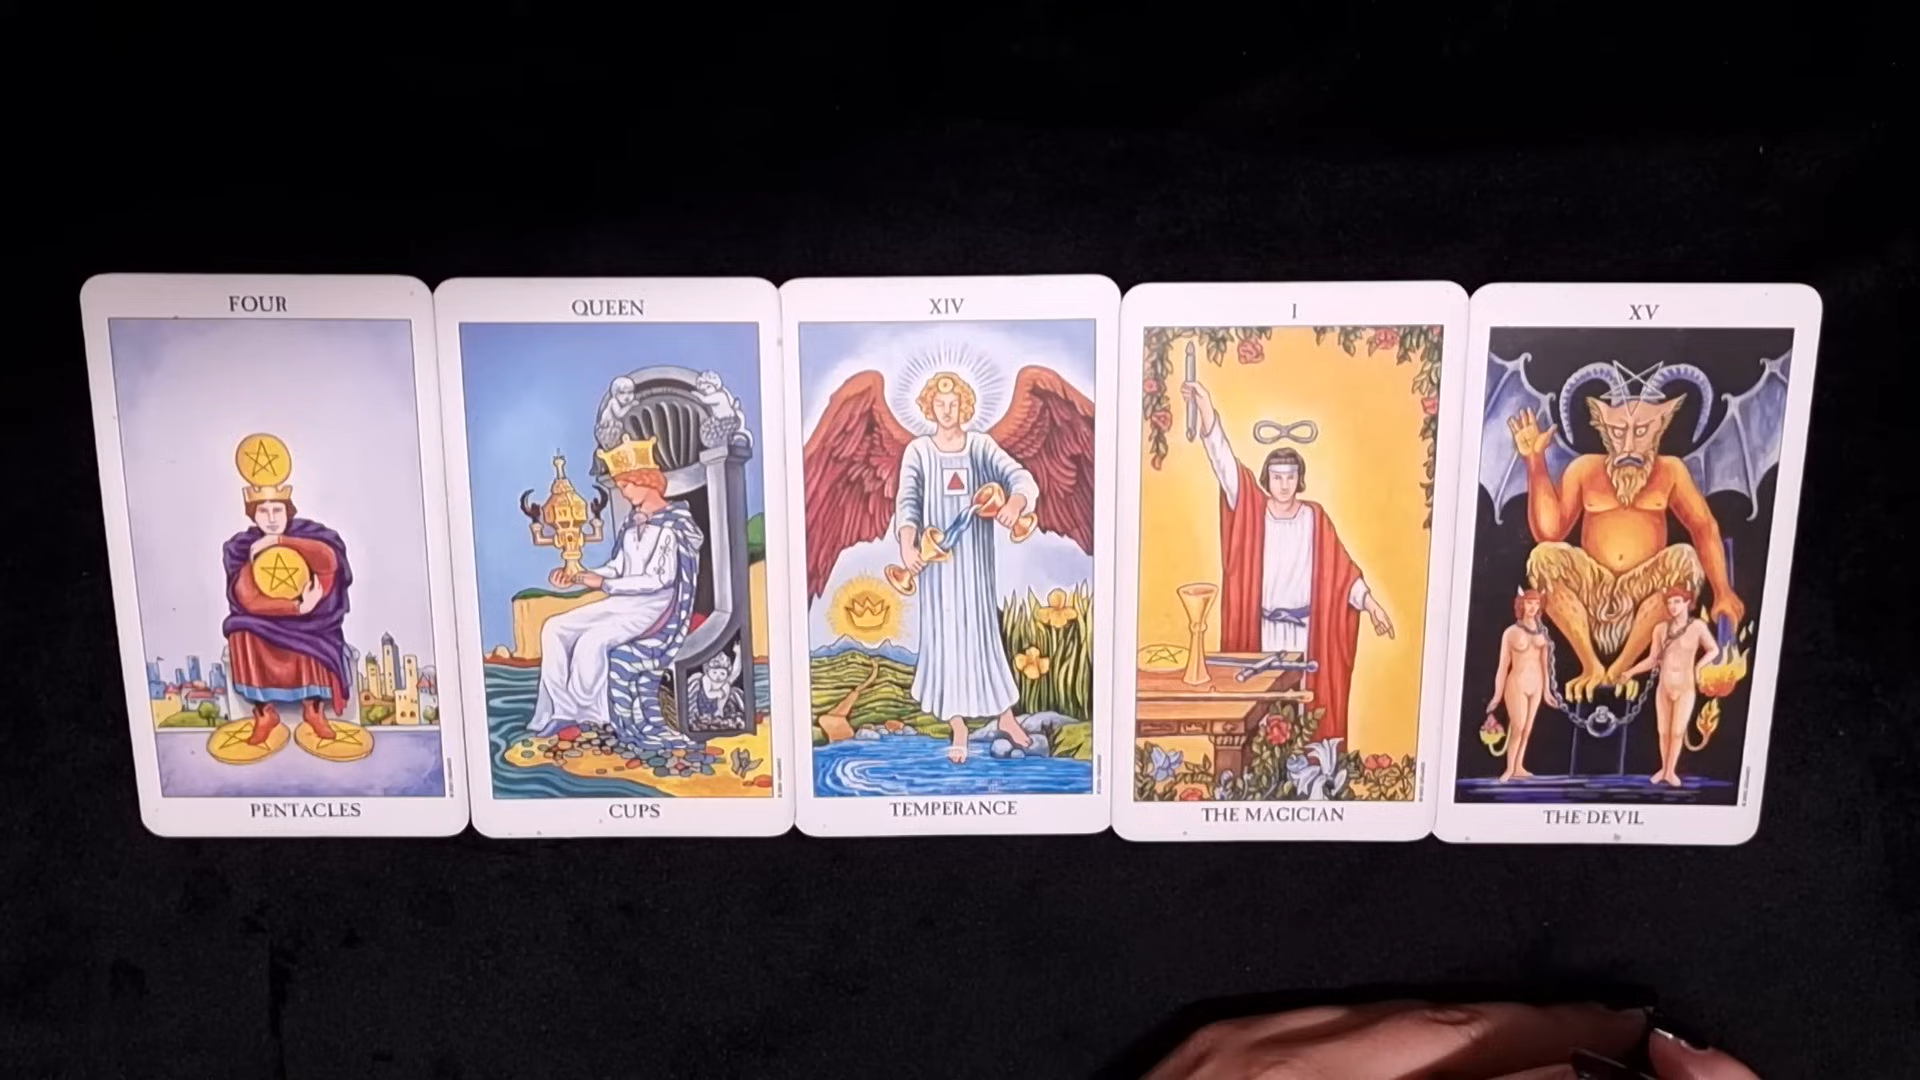 FOUR
PENTACLES
QUEEN
CUPS
XIV
TEMPERANCE
I
THE MAGICIAN
XV
THE DEVIL